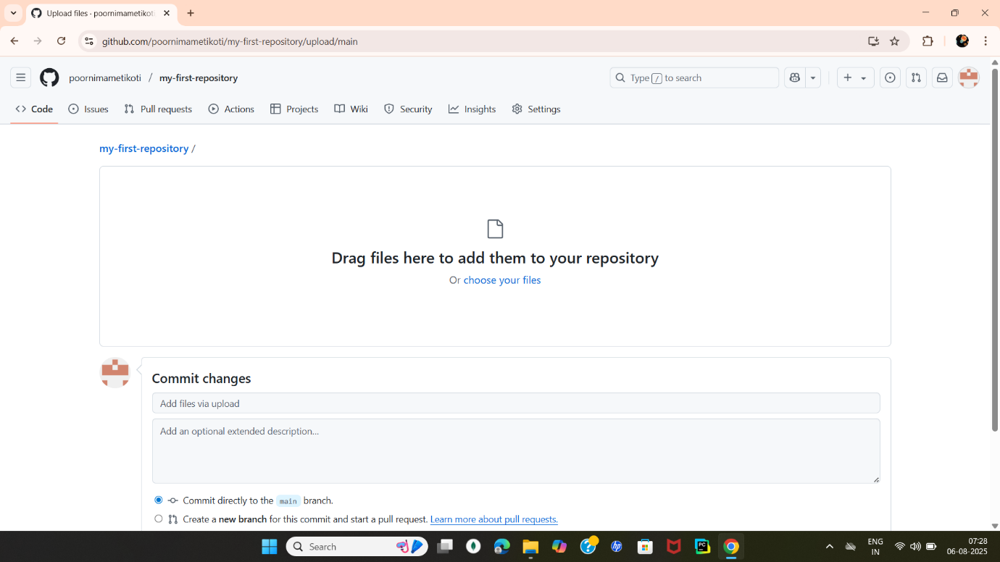 Upload files · poornimametikoti
github.com/poornimametikoti/my-first-repository/upload/main
poornimametikoti / my-first-repository
Type / to search
Code Issues Pull requests Actions Projects Wiki Security Insights Settings
my-first-repository /
Drag files here to add them to your repository
Or choose your files
Commit changes
Add files via upload
Add an optional extended description...
Commit directly to the main branch.
Create a new branch for this commit and start a pull request. Learn more about pull requests.
Search
PC
hp
ENG
IN
07:28
06-08-2025